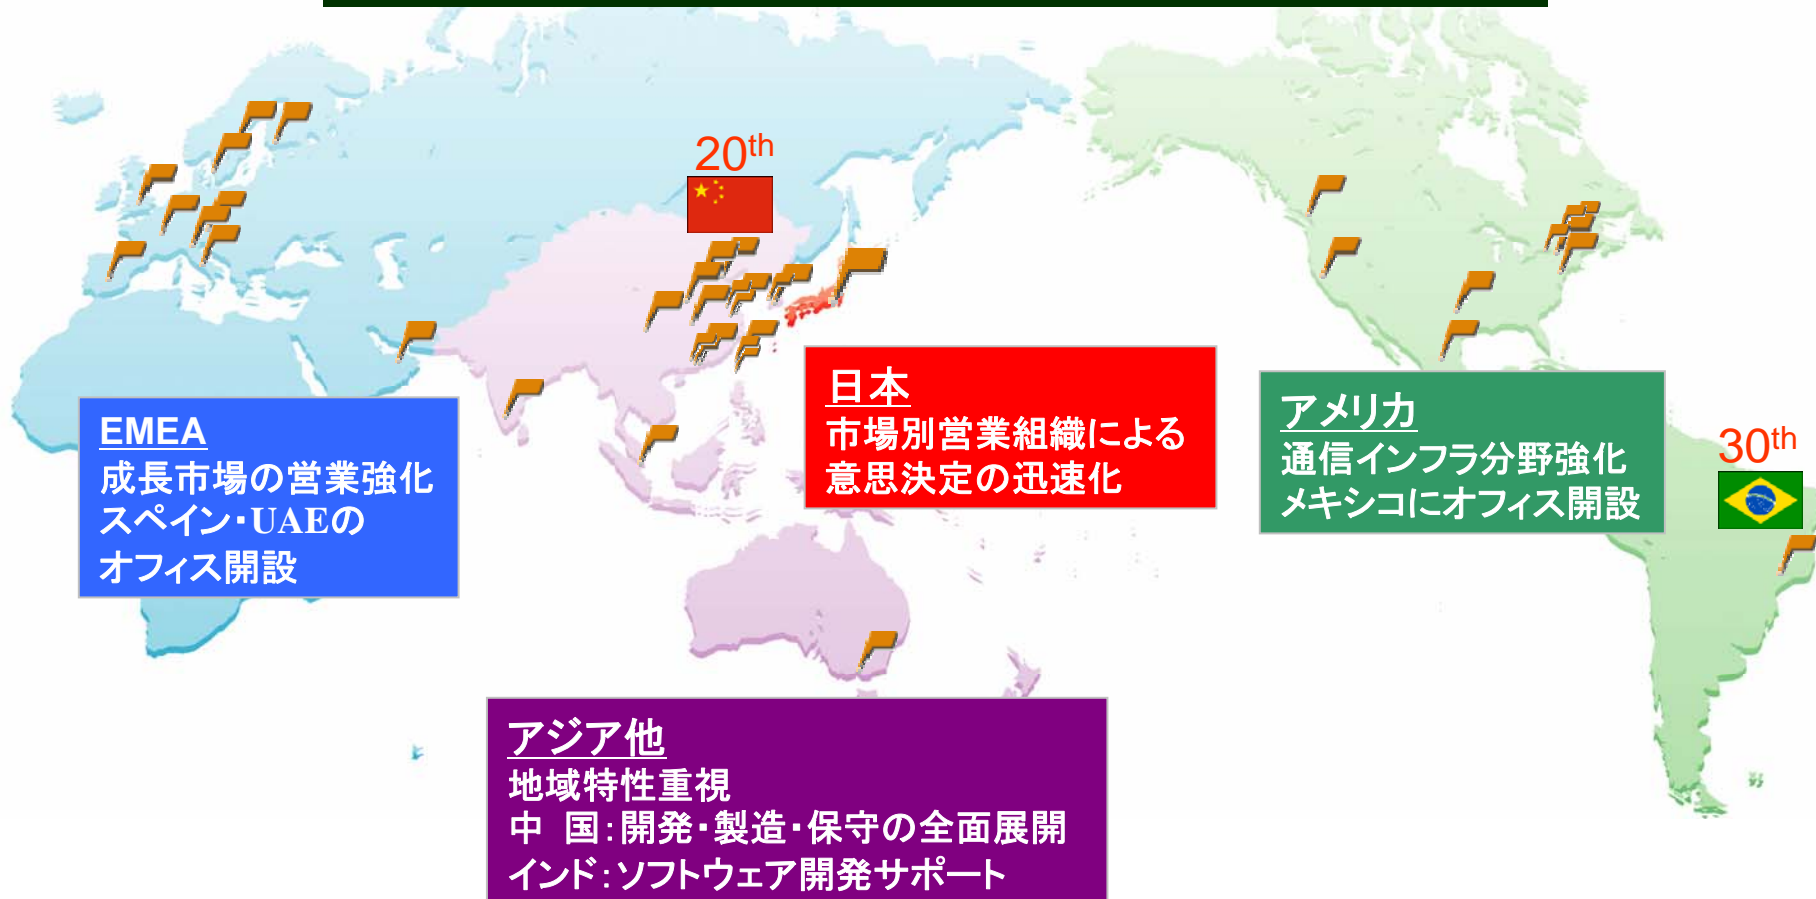 20th
EMEA
成長市場の営業強化
スペイン・UAEの
オフィス開設
日本
市場別営業組織による
意思決定の迅速化
アメリカ
通信インフラ分野強化
メキシコにオフィス開設
30th
アジア他
地域特性重視
中　国：開発・製造・保守の全面展開
インド：ソフトウェア開発サポート